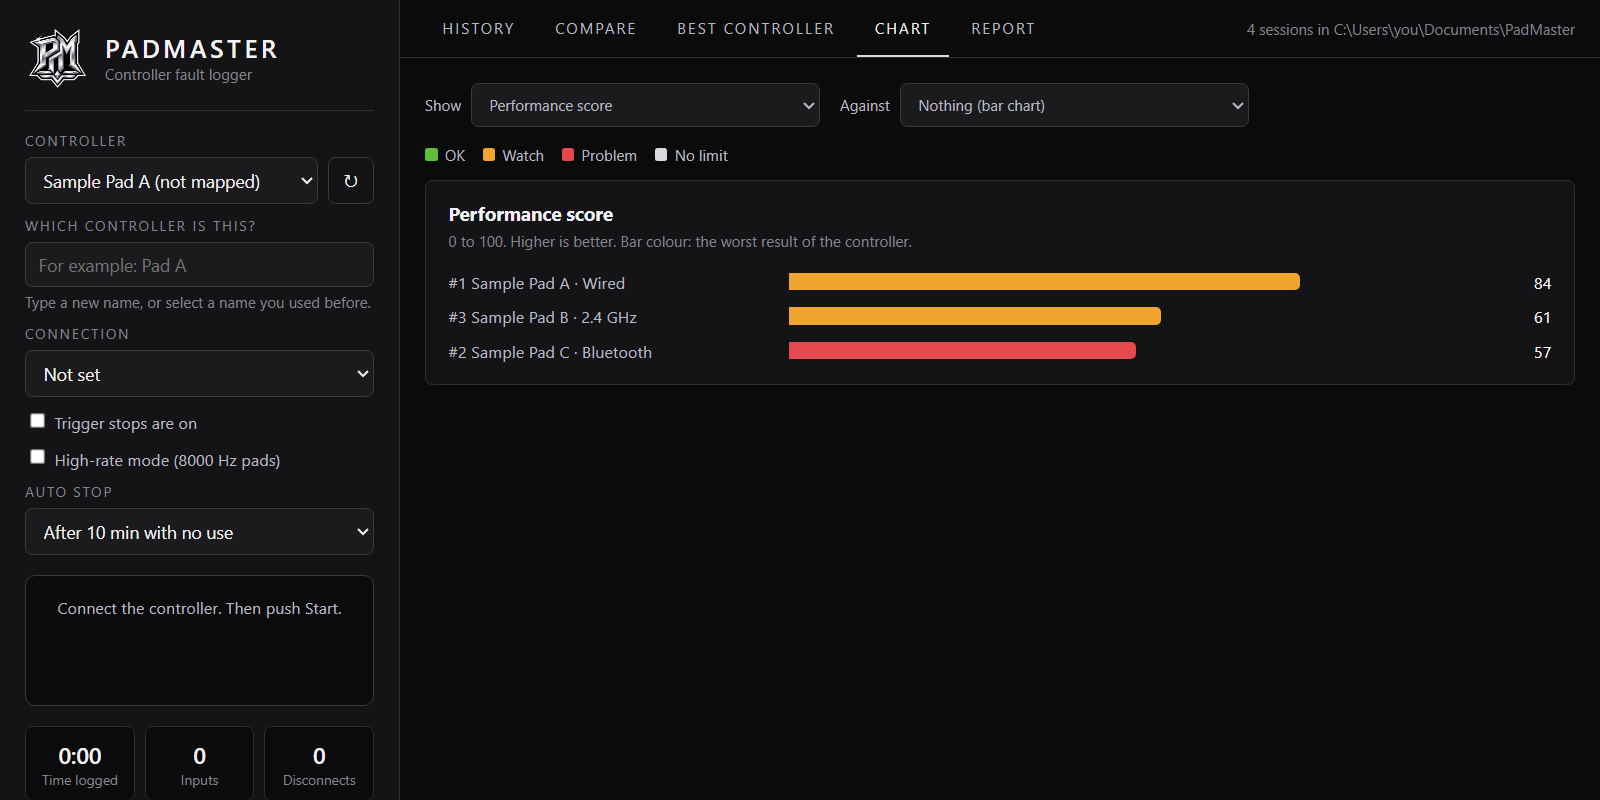 PM
PADMASTER
Controller fault logger
CONTROLLER
Sample Pad A (not mapped)
WHICH CONTROLLER IS THIS?
For example: Pad A
Type a new name, or select a name you used before.
CONNECTION
Not set
Trigger stops are on
High-rate mode (8000 Hz pads)
AUTO STOP
After 10 min with no use
Connect the controller. Then push Start.
0:00 0 0
Time logged Inputs Disconnects
HISTORY COMPARE BEST CONTROLLER CHART REPORT 4 sessions in C:\Users\you\Documents\PadMaster
Show Performance score Against Nothing (bar chart)
OK Watch Problem No limit
Performance score
0 to 100. Higher is better. Bar colour: the worst result of the controller.
#1 Sample Pad A · Wired 84
#3 Sample Pad B · 2.4 GHz 61
#2 Sample Pad C · Bluetooth 57